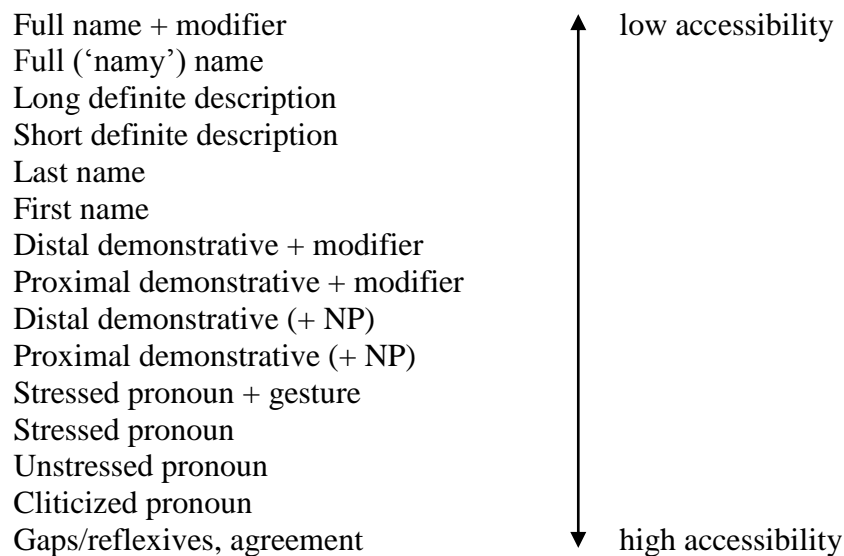 Full name + modifier low accessibility
Full (‘namy’) name
Long definite description
Short definite description
Last name
First name
Distal demonstrative + modifier
Proximal demonstrative + modifier
Distal demonstrative (+ NP)
Proximal demonstrative (+ NP)
Stressed pronoun + gesture
Stressed pronoun
Unstressed pronoun
Cliticized pronoun
Gaps/reflexives, agreement high accessibility